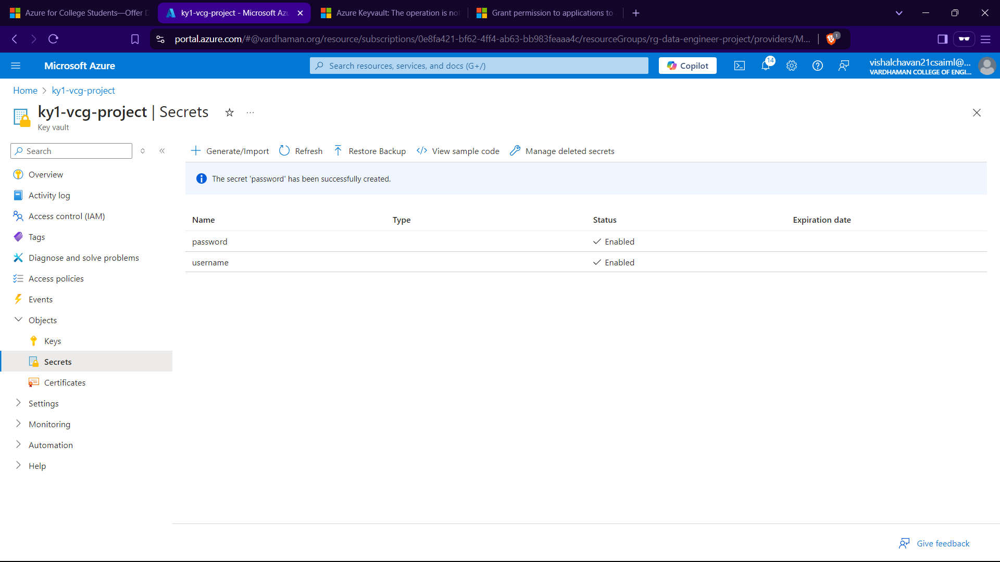 Azure for College Students—Offer D
ky1-vcg-project - Microsoft Azu
Azure Keyvault: The operation is not
Grant permission to applications to
portal.azure.com/#@vardhaman.org/resource/subscriptions/0e8fa421-bf62-4ff4-ab63-bb983feaaa4c/resourceGroups/rg-data-engineer-project/providers/M...
1
Microsoft Azure
Search resources, services, and docs (G+/)
Copilot
14
vishalchavan21csaiml@...
VARDHAMAN COLLEGE OF ENGI...
Home > ky1-vcg-project
ky1-vcg-project | Secrets
Key vault
Search
Generate/Import
Refresh
Restore Backup
View sample code
Manage deleted secrets
Overview
Activity log
Access control (IAM)
Tags
Diagnose and solve problems
Access policies
Events
Objects
Keys
Secrets
Certificates
Settings
Monitoring
Automation
Help
The secret 'password' has been successfully created.
Name Type Status Expiration date
password Enabled
username Enabled
Give feedback